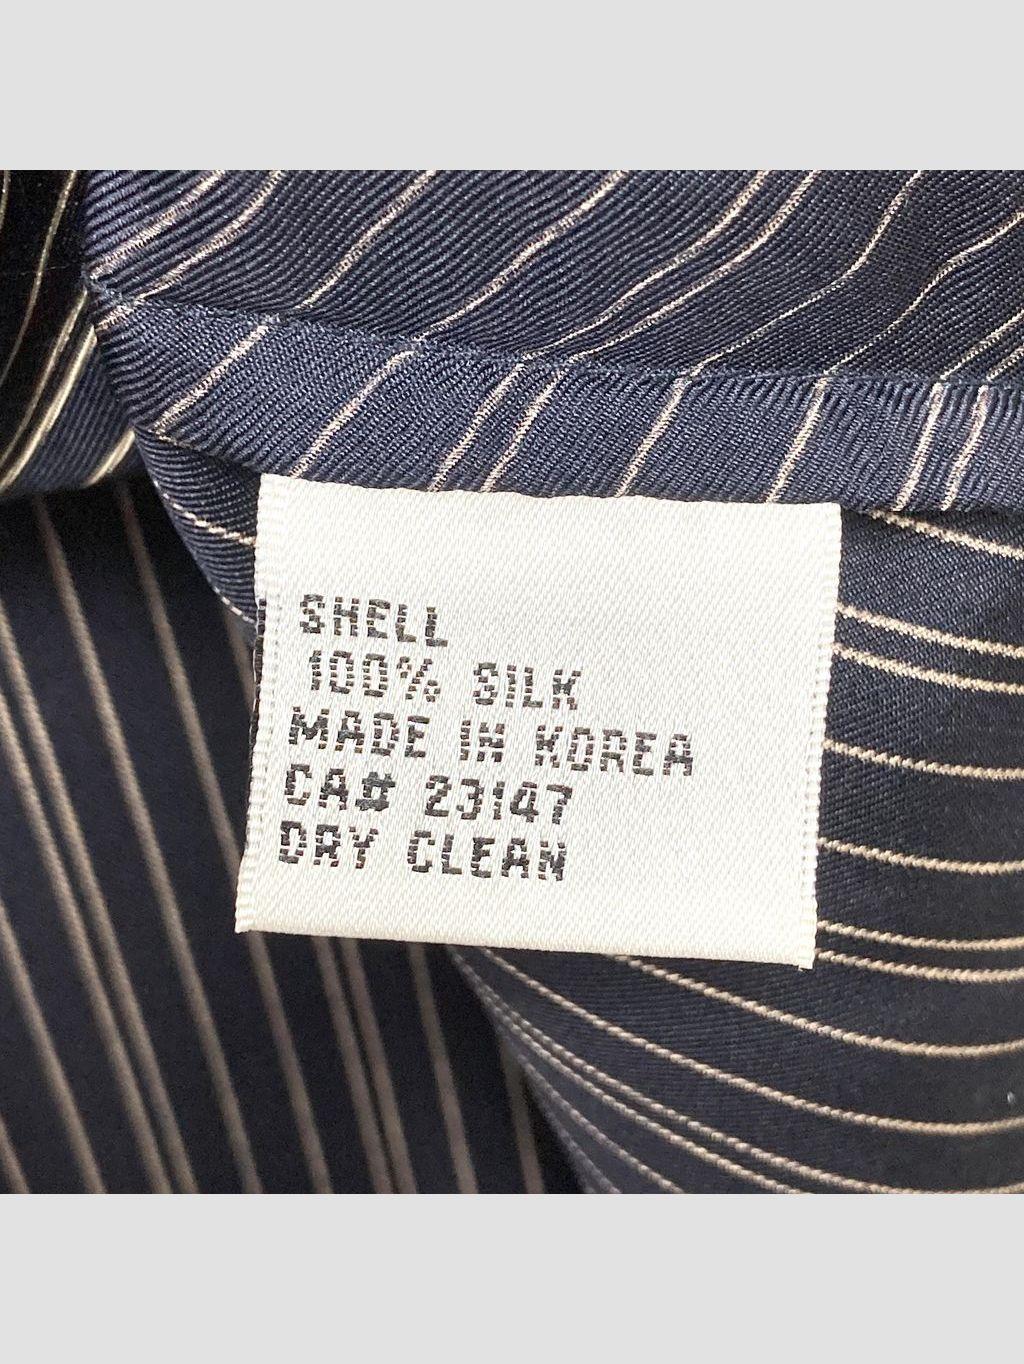 SHELL
100% SILK
MADE IN KOREA
CA# 23147
DRY CLEAN